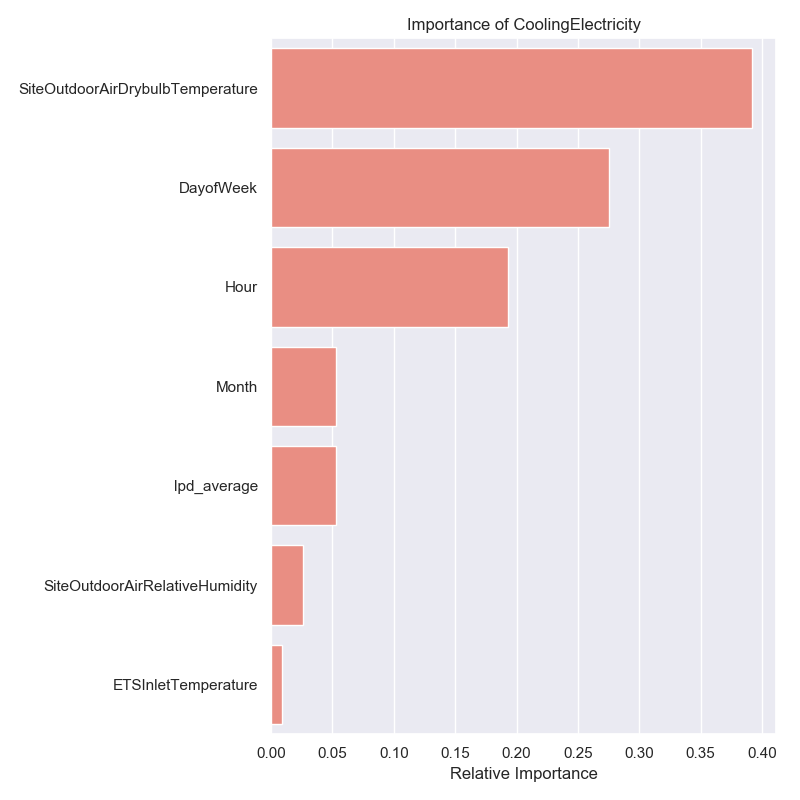 Importance of CoolingElectricity
SiteOutdoorAirDrybulbTemperature
DayofWeek
Hour
Month
lpd_average
SiteOutdoorAirRelativeHumidity
ETSInletTemperature
0.00 0.05 0.10 0.15 0.20 0.25 0.30 0.35 0.40
Relative Importance